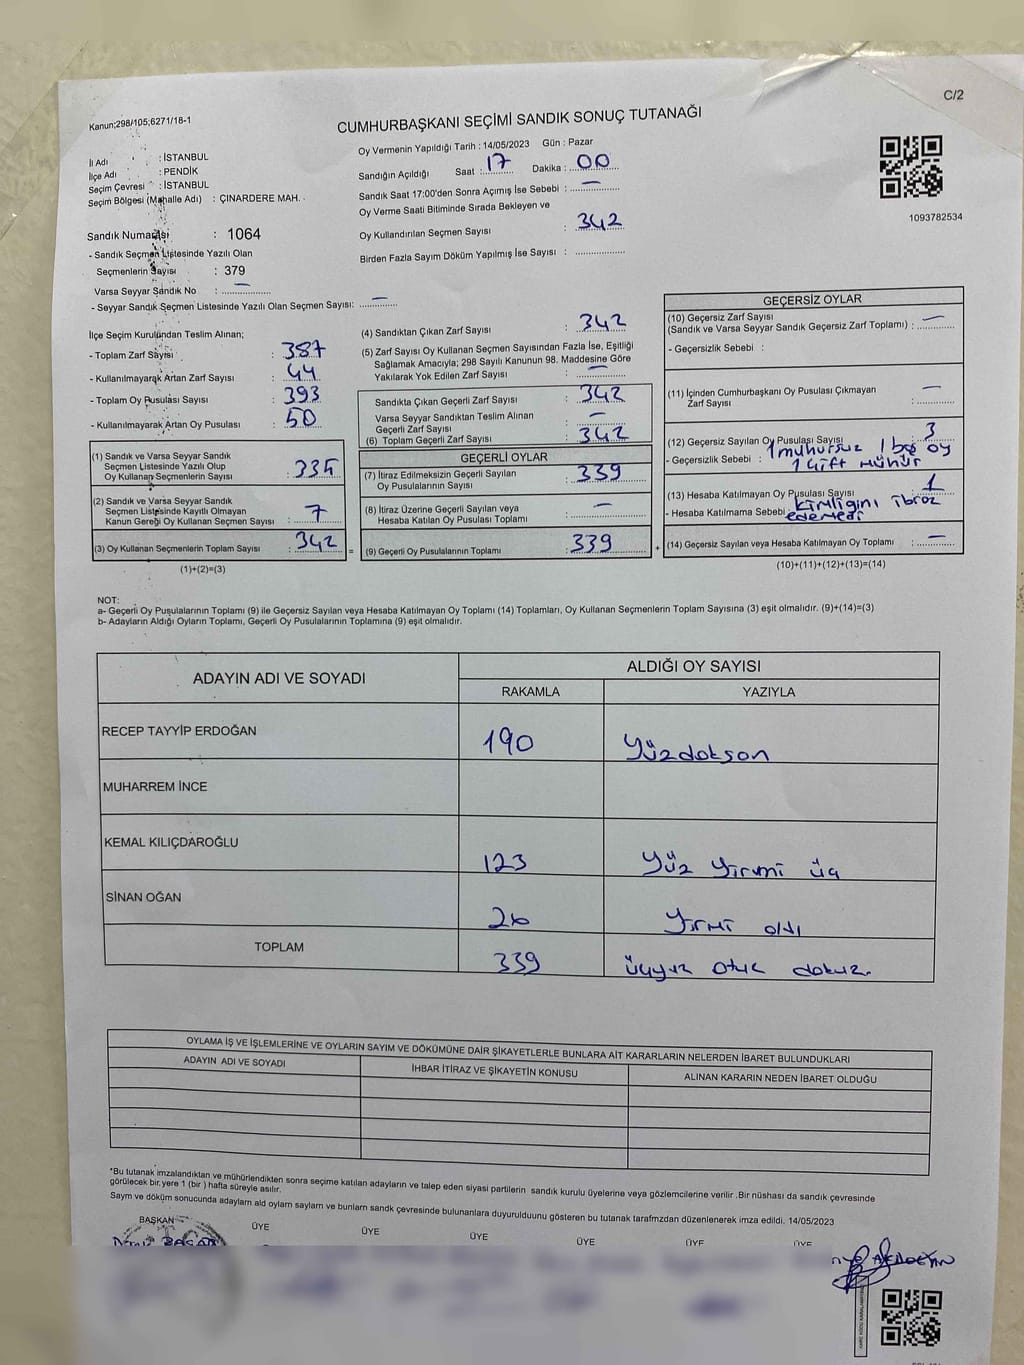 C/2
Kanun;298/105;6271/18-1
CUMHURBAŞKANI SEÇİMİ SANDIK SONUÇ TUTANAĞI
İl Adı : İSTANBUL
İlçe Adı : PENDİK
Seçim Çevresi : İSTANBUL
Seçim Bölgesi (Mahalle Adı) : ÇINARDERE MAH.
Sandık Numarası : 1064
- Sandık Seçmen Listesinde Yazılı Olan
Seçmenlerin Sayısı : 379
Varsa Seyyar Sandık No : —
- Seyyar Sandık Seçmen Listesinde Yazılı Olan Seçmen Sayısı: —
Oy Vermenin Yapıldığı Tarih : 14/05/2023 Gün : Pazar
Sandığın Açıldığı Saat : 17 Dakika : 00
Sandık Saat 17:00'den Sonra Açımış İse Sebebi : —
Oy Verme Saati Bitiminde Sırada Bekleyen ve
Oy Kullandırılan Seçmen Sayısı : 342
Birden Fazla Sayım Döküm Yapılmış İse Sayısı :
1093782534
İlçe Seçim Kurulundan Teslim Alınan;
- Toplam Zarf Sayısı : 387
- Kullanılmayarak Artan Zarf Sayısı : 44
- Toplam Oy Pusulası Sayısı : 393
- Kullanılmayarak Artan Oy Pusulası : 50
(1) Sandık ve Varsa Seyyar Sandık
Seçmen Listesinde Yazılı Olup
Oy Kullanan Seçmenlerin Sayısı : 335
(2) Sandık ve Varsa Seyyar Sandık
Seçmen Listesinde Kayıtlı Olmayan
Kanun Gereği Oy Kullanan Seçmen Sayısı : 7
(3) Oy Kullanan Seçmenlerin Toplam Sayısı : 342 =
(1)+(2)=(3)
(4) Sandıktan Çıkan Zarf Sayısı : 342
(5) Zarf Sayısı Oy Kullanan Seçmen Sayısından Fazla İse, Eşitliği
Sağlamak Amacıyla; 298 Sayılı Kanunun 98. Maddesine Göre
Yakılarak Yok Edilen Zarf Sayısı : —
Sandıkta Çıkan Geçerli Zarf Sayısı : 342
Varsa Seyyar Sandıktan Teslim Alınan
Geçerli Zarf Sayısı : —
(6) Toplam Geçerli Zarf Sayısı : 342
GEÇERLİ OYLAR
(7) İtiraz Edilmeksizin Geçerli Sayılan
Oy Pusulalarının Sayısı : 339
(8) İtiraz Üzerine Geçerli Sayılan veya
Hesaba Katılan Oy Pusulası Toplamı : —
(9) Geçerli Oy Pusulalarının Toplamı : 339 +
GEÇERSİZ OYLAR
(10) Geçersiz Zarf Sayısı
(Sandık ve Varsa Seyyar Sandık Geçersiz Zarf Toplamı) : —
- Geçersizlik Sebebi :
(11) İçinden Cumhurbaşkanı Oy Pusulası Çıkmayan
Zarf Sayısı : —
(12) Geçersiz Sayılan Oy Pusulası Sayısı : 3
- Geçersizlik Sebebi : 1 mühürsüz 1 boş oy
1 çift mühür
(13) Hesaba Katılmayan Oy Pusulası Sayısı : 1
- Hesaba Katılmama Sebebi : kimliğini ibraz
edemedi
(14) Geçersiz Sayılan veya Hesaba Katılmayan Oy Toplamı : —
(10)+(11)+(12)+(13)=(14)
NOT:
a- Geçerli Oy Puşulalarının Toplamı (9) ile Geçersiz Sayılan veya Hesaba Katılmayan Oy Toplamı (14) Toplamları, Oy Kullanan Seçmenlerin Toplam Sayısına (3) eşit olmalıdır. (9)+(14)=(3)
b- Adayların Aldığı Oyların Toplamı, Geçerli Oy Pusulalarının Toplamına (9) eşit olmalıdır.
ADAYIN ADI VE SOYADI
ALDIĞI OY SAYISI
RAKAMLA YAZIYLA
RECEP TAYYİP ERDOĞAN 190 Yüzdoksan
MUHARREM İNCE
KEMAL KILIÇDAROĞLU 123 Yüz Yirmi üç
SİNAN OĞAN 26 Yirmi altı
TOPLAM 339 üçyüz otuz dokuz.
OYLAMA İŞ VE İŞLEMLERİNE VE OYLARIN SAYIM VE DÖKÜMÜNE DAİR ŞİKAYETLERLE BUNLARA AİT KARARLARIN NELERDEN İBARET BULUNDUKLARI
ADAYIN ADI VE SOYADI İHBAR İTİRAZ VE ŞİKAYETİN KONUSU ALINAN KARARIN NEDEN İBARET OLDUĞU
*Bu tutanak imzalandıktan ve mühürlendikten sonra seçime katılan adayların ve talep eden siyasi partilerin sandık kurulu üyelerine veya gözlemcilerine verilir .Bir nüshası da sandık çevresinde
görülecek bir yere 1 (bir ) hafta süreyle asılır.
Sayım ve döküm sonucunda adayların ald oyların sayların ve bunların sandk çevresinde bulunanlara duyurulduunu gösteren bu tutanak tarafmzdan düzenlenerek imza edildi. 14/05/2023
BAŞKAN ÜYE ÜYE ÜYE ÜYE ÜYE ÜYE